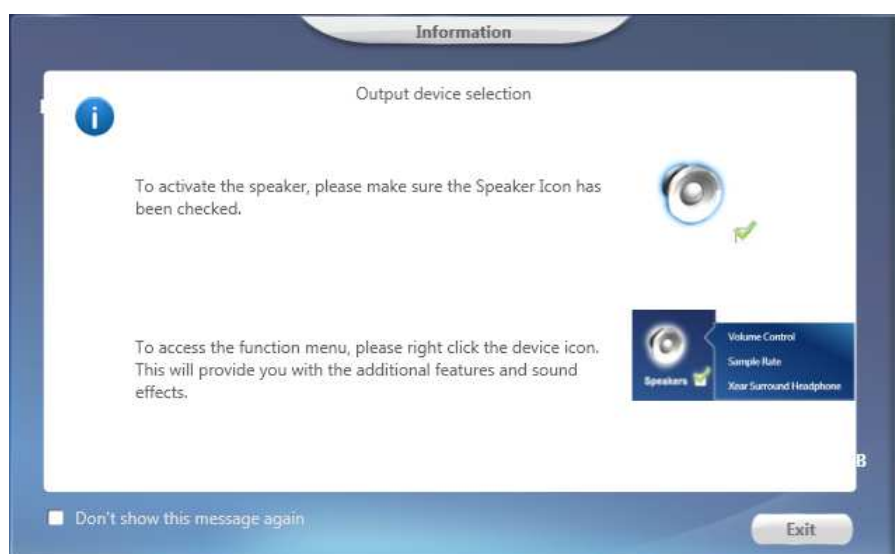 Information
Output device selection
To activate the speaker, please make sure the Speaker Icon has
been checked.
To access the function menu, please right click the device icon.
This will provide you with the additional features and sound
effects.
Volume Control
Sample Rate
Xear Surround Headphone
Speakers
B
Don't show this message again
Exit